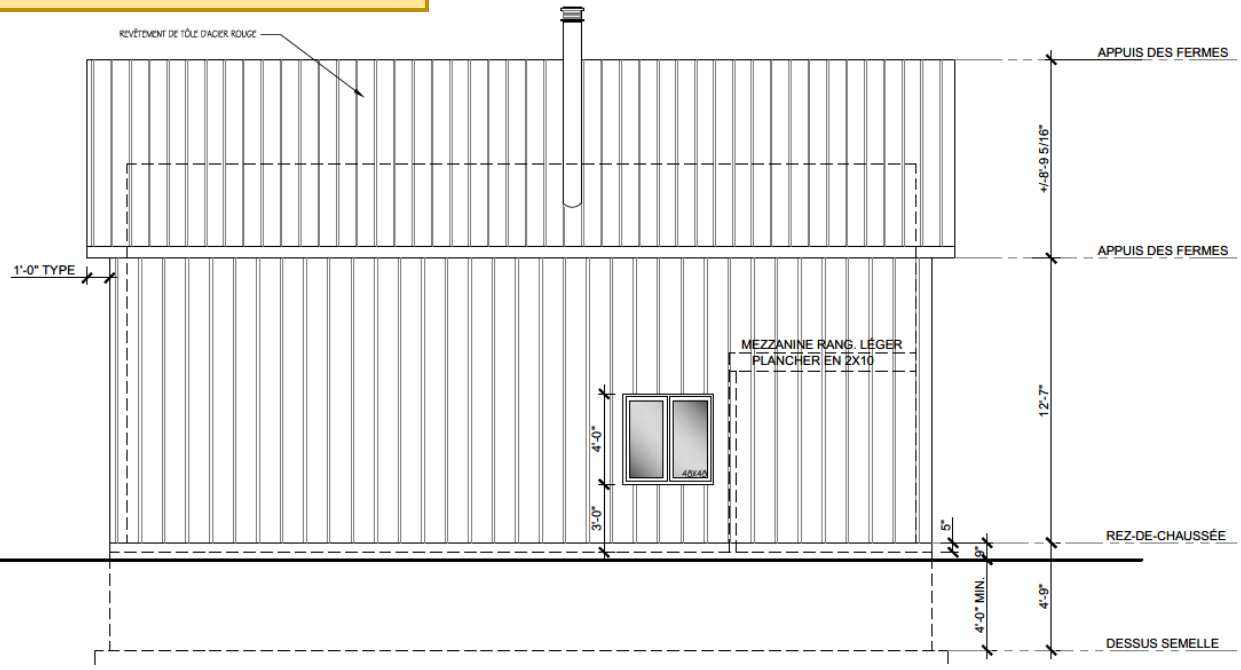 REVÊTEMENT DE TÔLE D'ACIER ROUGE
APPUIS DES FERMES
+/-8'-9 5/16"
APPUIS DES FERMES
1'-0" TYPE
MEZZANINE RANG. LÉGER
PLANCHER EN 2X10
12'-7"
4'-0"
48X48
3'-0"
5"
REZ-DE-CHAUSSÉE
9"
4'-0" MIN.
4'-9"
DESSUS SEMELLE